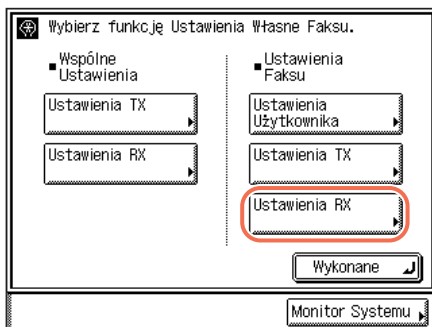 Wybierz funkcję Ustawienia Własne Faksu.
Wspólne
Ustawienia
Ustawienia TX
Ustawienia RX
Ustawienia
Faksu
Ustawienia
Użytkownika
Ustawienia TX
Ustawienia RX
Wykonane
Monitor Systemu